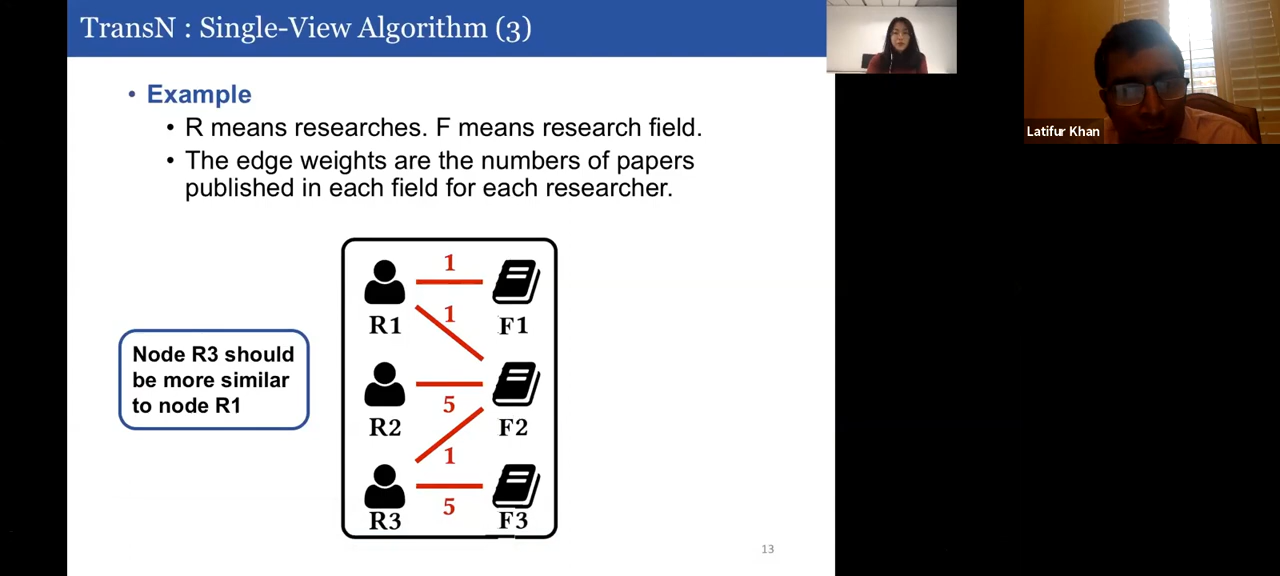 TransN : Single-View Algorithm (3)
• Example
• R means researches. F means research field.
• The edge weights are the numbers of papers
published in each field for each researcher.
Latifur Khan
1
R1
F1
1
Node R3 should
be more similar
to node R1
5
R2
F2
1
R3
5
F3
13